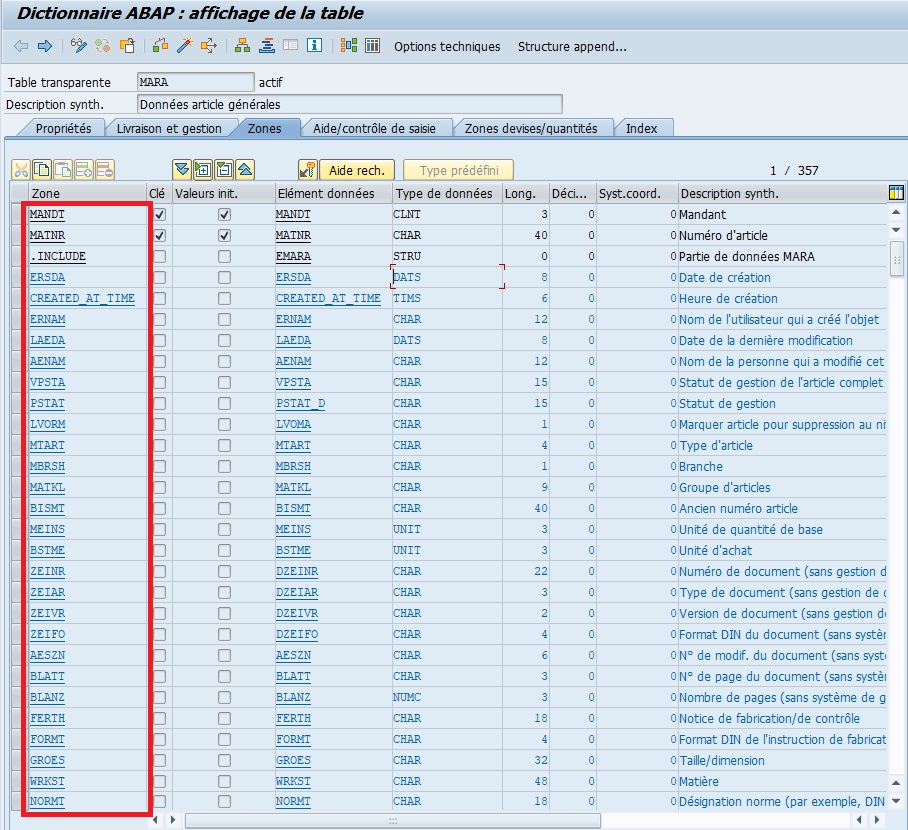 Dictionnaire ABAP : affichage de la table
Options techniques Structure append...
Table transparente MARA actif
Description synth. Données article générales
Propriétés Livraison et gestion Zones Aide/contrôle de saisie Zones devises/quantités Index
Aide rech. Type prédéfini 1 / 357
Zone Clé Valeurs init. Elément données Type de données Long. Déci... Syst.coord. Description synth.
MANDT MANDT CLNT 3 0 0 Mandant
MATNR MATNR CHAR 40 0 0 Numéro d'article
.INCLUDE EMARA STRU 0 0 0 Partie de données MARA
ERSDA ERSDA DATS 8 0 0 Date de création
CREATED_AT_TIME CREATED_AT_TIME TIMS 6 0 0 Heure de création
ERNAM ERNAM CHAR 12 0 0 Nom de l'utilisateur qui a créé l'objet
LAEDA LAEDA DATS 8 0 0 Date de la dernière modification
AENAM AENAM CHAR 12 0 0 Nom de la personne qui a modifié cet
VPSTA VPSTA CHAR 15 0 0 Statut de gestion de l'article complet
PSTAT PSTAT_D CHAR 15 0 0 Statut de gestion
LVORM LVOMA CHAR 1 0 0 Marquer article pour suppression au ni
MTART MTART CHAR 4 0 0 Type d'article
MBRSH MBRSH CHAR 1 0 0 Branche
MATKL MATKL CHAR 9 0 0 Groupe d'articles
BISMT BISMT CHAR 40 0 0 Ancien numéro article
MEINS MEINS UNIT 3 0 0 Unité de quantité de base
BSTME BSTME UNIT 3 0 0 Unité d'achat
ZEINR DZEINR CHAR 22 0 0 Numéro de document (sans gestion d
ZEIAR DZEIAR CHAR 3 0 0 Type de document (sans gestion de
ZEIVR DZEIVR CHAR 2 0 0 Version de document (sans gestion de
ZEIFO DZEIFO CHAR 4 0 0 Format DIN du document (sans systèm
AESZN AESZN CHAR 6 0 0 N° de modif. du document (sans syst
BLATT BLATT CHAR 3 0 0 N° de page du document (sans systè
BLANZ BLANZ NUMC 3 0 0 Nombre de pages (sans système de g
FERTH FERTH CHAR 18 0 0 Notice de fabrication/de contrôle
FORMT FORMT CHAR 4 0 0 Format DIN de l'instruction de fabricat
GROES GROES CHAR 32 0 0 Taille/dimension
WRKST WRKST CHAR 48 0 0 Matière
NORMT NORMT CHAR 18 0 0 Désignation norme (par exemple, DIN